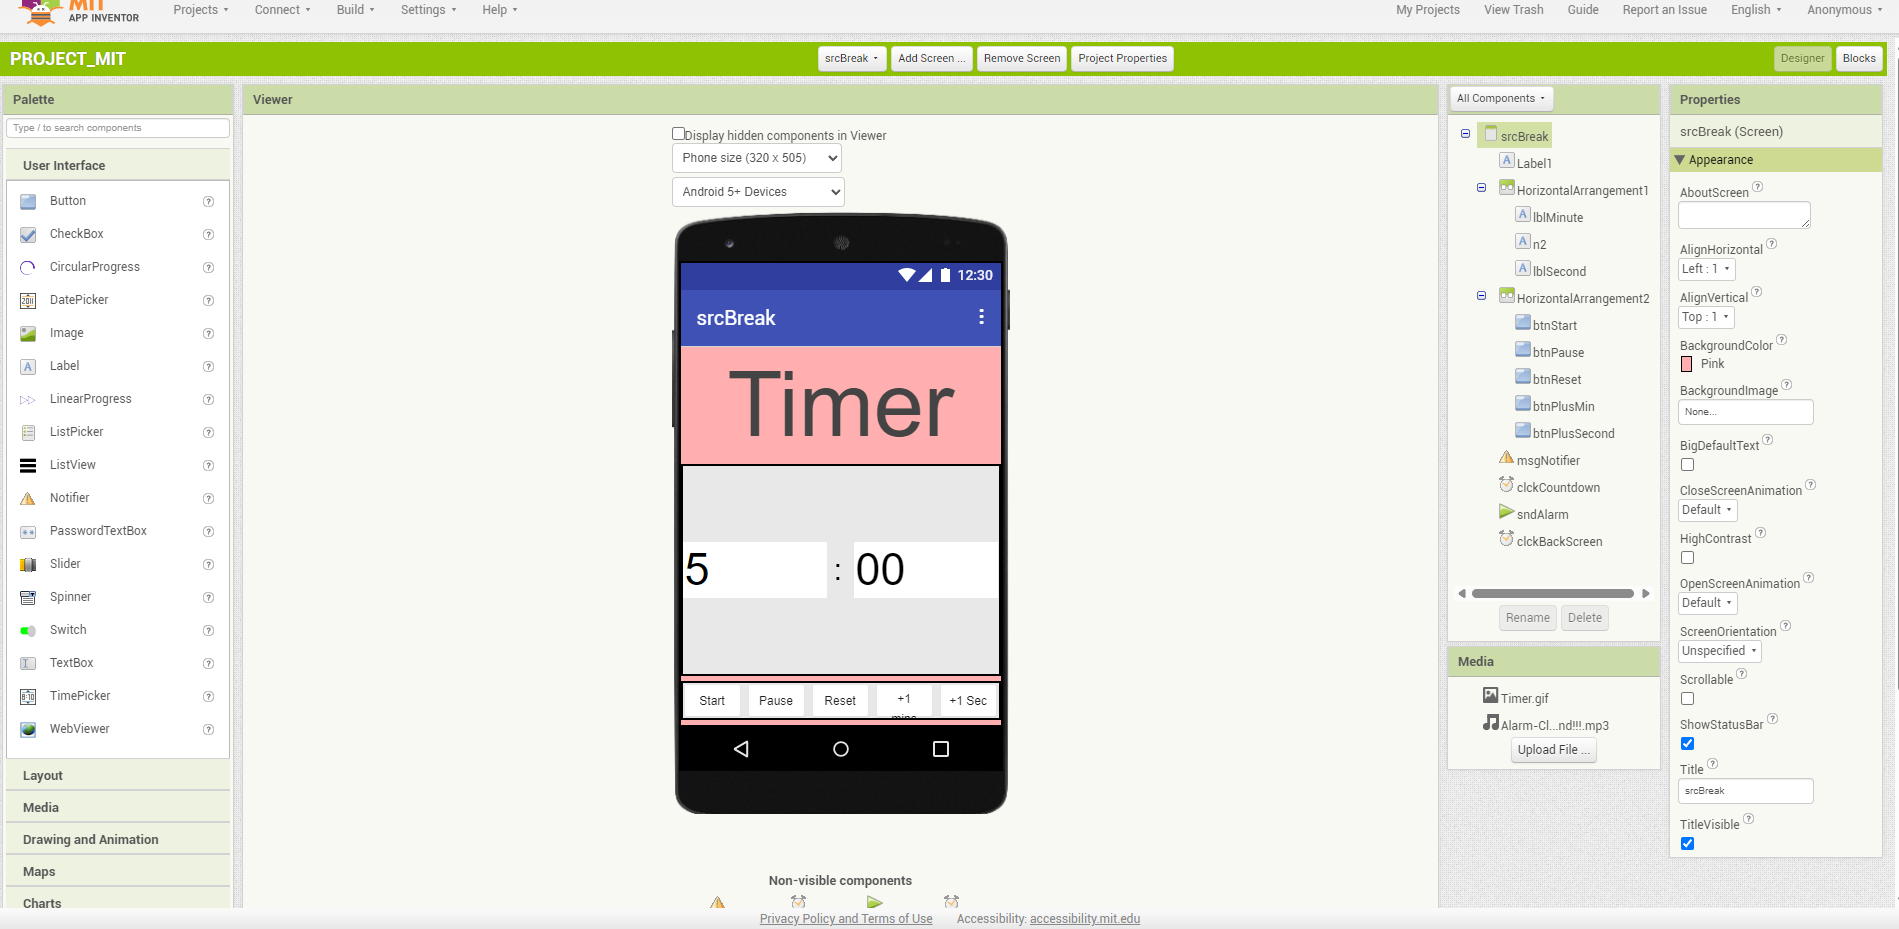 MIT
APP INVENTOR
Projects
Connect
Build
Settings
Help
My Projects
View Trash
Guide
Report an Issue
English
Anonymous
PROJECT_MIT
srcBreak
Add Screen ...
Remove Screen
Project Properties
Designer
Blocks
Palette
Type / to search components
User Interface
Button
CheckBox
CircularProgress
DatePicker
Image
Label
LinearProgress
ListPicker
ListView
Notifier
PasswordTextBox
Slider
Spinner
Switch
TextBox
TimePicker
WebViewer
Layout
Media
Drawing and Animation
Maps
Charts
Viewer
Display hidden components in Viewer
Phone size (320 x 505)
Android 5+ Devices
12:30
srcBreak
Timer
5 : 00
Start
Pause
Reset
+1
mins
+1 Sec
Non-visible components
All Components
srcBreak
Label1
HorizontalArrangement1
lblMinute
n2
lblSecond
HorizontalArrangement2
btnStart
btnPause
btnReset
btnPlusMin
btnPlusSecond
msgNotifier
clckCountdown
sndAlarm
clckBackScreen
Rename
Delete
Media
Timer.gif
Alarm-Cl...nd!!!.mp3
Upload File ...
Properties
srcBreak (Screen)
Appearance
AboutScreen
AlignHorizontal
Left : 1
AlignVertical
Top : 1
BackgroundColor
Pink
BackgroundImage
None...
BigDefaultText
CloseScreenAnimation
Default
HighContrast
OpenScreenAnimation
Default
ScreenOrientation
Unspecified
Scrollable
ShowStatusBar
Title
srcBreak
TitleVisible
Privacy Policy and Terms of Use
Accessibility: accessibility.mit.edu